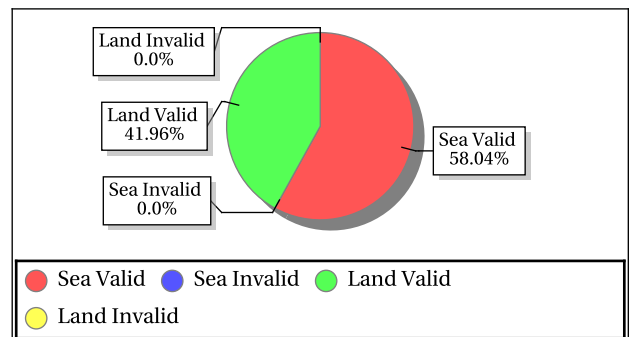 Land Invalid
0.0%
Land Valid
41.96%
Sea Valid
58.04%
Sea Invalid
0.0%
Sea Valid Sea Invalid Land Valid
Land Invalid